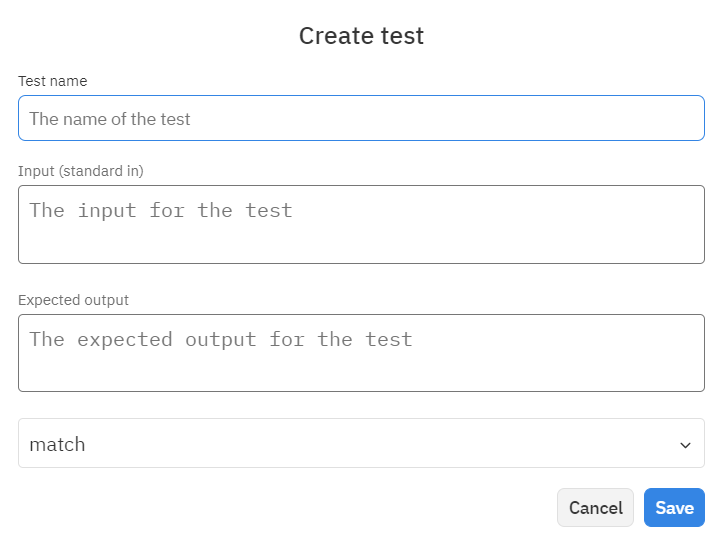 Create test
Test name
The name of the test
Input (standard in)
The input for the test
Expected output
The expected output for the test
match
Cancel Save